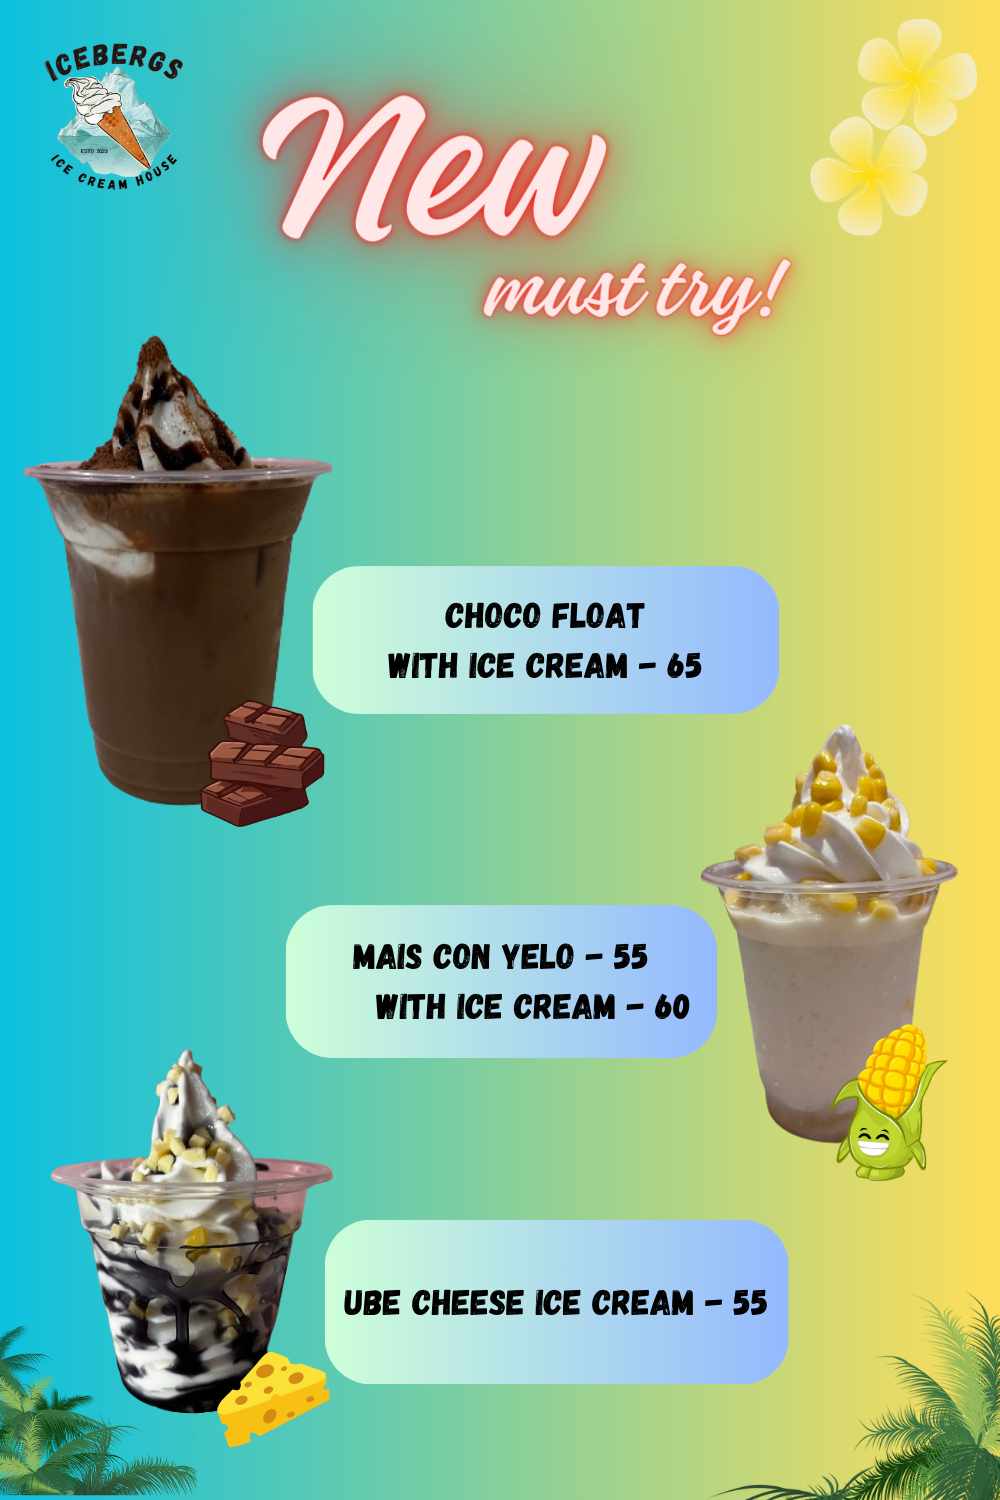 ICEBERGS
ESTD 2023
ICE CREAM HOUSE
New
must try!
CHOCO FLOAT
WITH ICE CREAM - 65
MAIS CON YELO - 55
WITH ICE CREAM - 60
UBE CHEESE ICE CREAM - 55